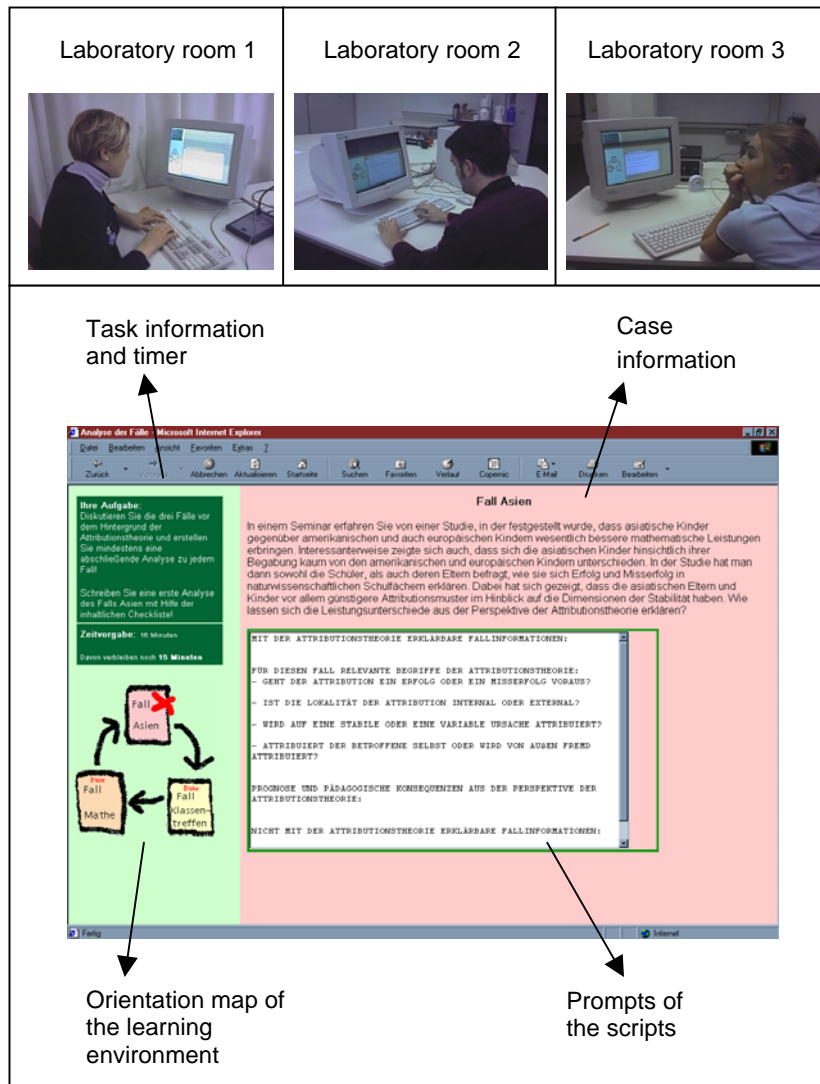 Laboratory room 1
Laboratory room 2
Laboratory room 3
Task information
and timer
Case
information
Analyse der Fälle - Microsoft Internet Explorer
Datei Bearbeiten Ansicht Favoriten Extras ?
Zurück Abbrechen Aktualisieren Startseite Suchen Favoriten Verlauf Copernic E-Mail Drucken Bearbeiten
Ihre Aufgabe:
Diskutieren Sie die drei Fälle vor
dem Hintergrund der
Attributionstheorie und erstellen
Sie mindestens eine
abschließende Analyse zu jedem
Fall!
Schreiben Sie eine erste Analyse
des Falls Asien mit Hilfe der
inhaltlichen Checkliste!
Zeitvorgabe: 16 Minuten
Davon verbleiben noch 15 Minuten
Fall
Asien
Fall
Klassen-
treffen
Fall
Mathe
Fall Asien
In einem Seminar erfahren Sie von einer Studie, in der festgestellt wurde, dass asiatische Kinder
gegenüber amerikanischen und auch europäischen Kindern wesentlich bessere mathematische Leistungen
erbringen. Interessanterweise zeigte sich auch, dass sich die asiatischen Kinder hinsichtlich ihrer
Begabung kaum von den amerikanischen und europäischen Kindern unterschieden. In der Studie hat man
dann sowohl die Schüler, als auch deren Eltern befragt, wie sie sich Erfolg und Misserfolg in
naturwissenschaftlichen Schulfächern erklären. Dabei hat sich gezeigt, dass die asiatischen Eltern und
Kinder vor allem günstigere Attributionsmuster im Hinblick auf die Dimensionen der Stabilität haben. Wie
lassen sich die Leistungsunterschiede aus der Perspektive der Attributionstheorie erklären?
MIT DER ATTRIBUTIONSTHEORIE ERKLÄRBARE FALLINFORMATIONEN:
FÜR DIESEN FALL RELEVANTE BEGRIFFE DER ATTRIBUTIONSTHEORIE:
- GEHT DER ATTRIBUTION EIN ERFOLG ODER EIN MISSERFOLG VORAUS?
- IST DIE LOKALITÄT DER ATTRIBUTION INTERNAL ODER EXTERNAL?
- WIRD AUF EINE STABILE ODER EINE VARIABLE URSACHE ATTRIBUIERT?
- ATTRIBUIERT DER BETROFFENE SELBST ODER WIRD VON AUßEN FREMD
ATTRIBUIERT?
PROGNOSE UND PÄDAGOGISCHE KONSEQUENZEN AUS DER PERSPEKTIVE DER
ATTRIBUTIONSTHEORIE:
NICHT MIT DER ATTRIBUTIONSTHEORIE ERKLÄRBARE FALLINFORMATIONEN:
Fertig
Internet
Orientation map of
the learning
environment
Prompts of
the scripts